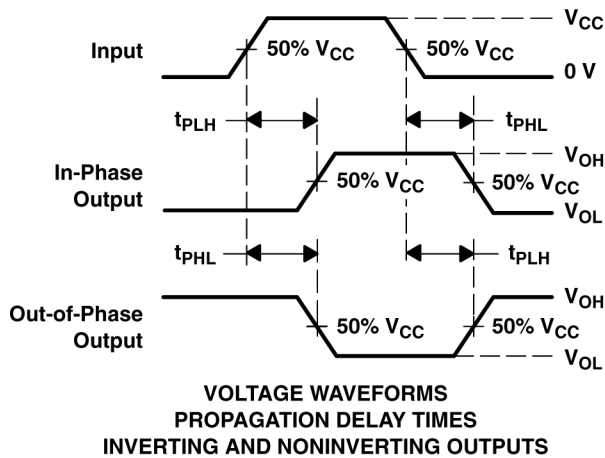 Input
50% VCC
50% VCC
VCC
0 V
tPLH
tPHL
In-Phase
Output
50% VCC
50% VCC
VOH
VOL
tPHL
tPLH
Out-of-Phase
Output
50% VCC
50% VCC
VOH
VOL
VOLTAGE WAVEFORMS
PROPAGATION DELAY TIMES
INVERTING AND NONINVERTING OUTPUTS